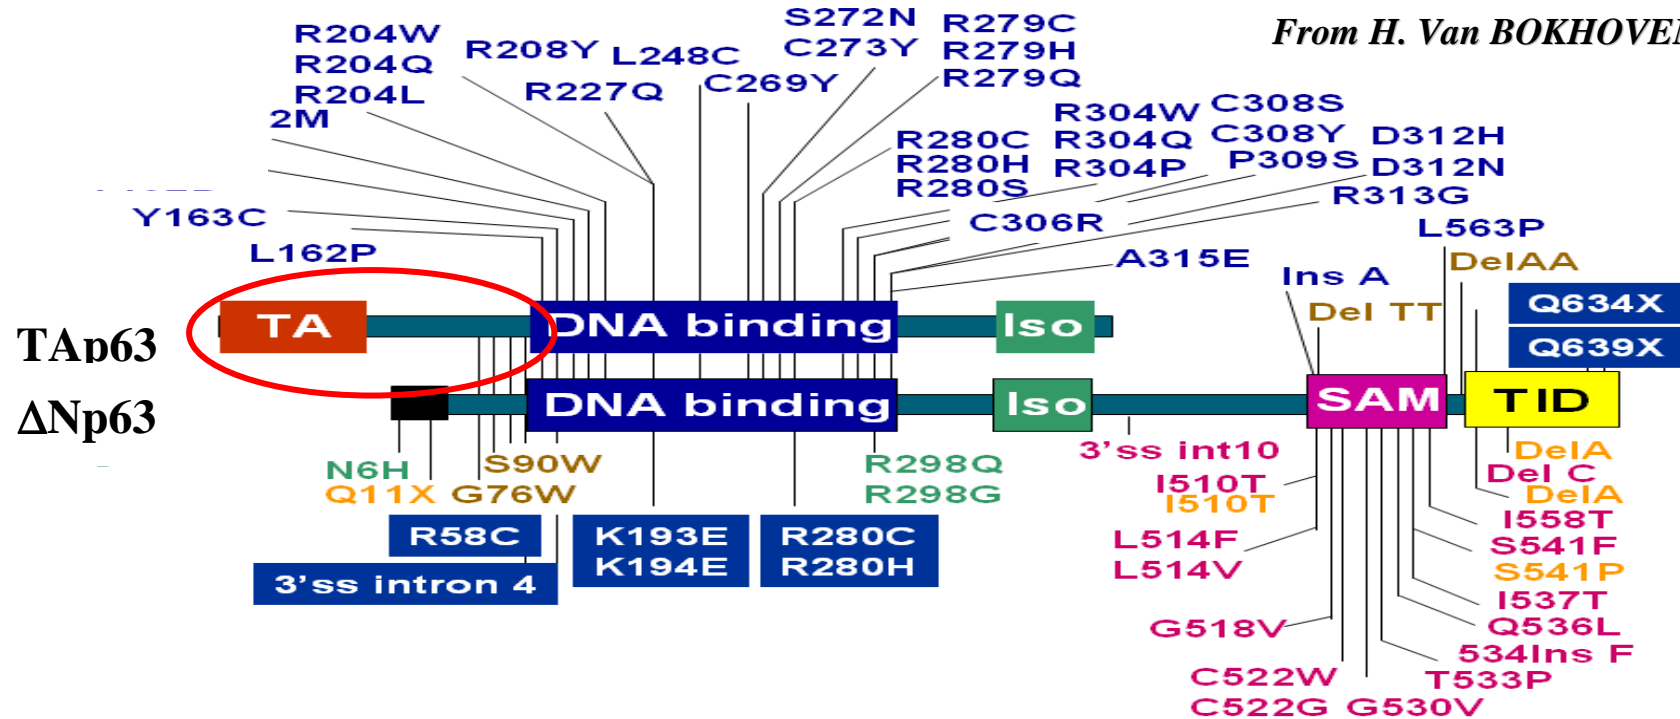 From H. Van BOKHOVEN
R204W
R204Q
R204L
2M
R208Y
R227Q
L248C
C269Y
S272N
C273Y
R279C
R279H
R279Q
R280C
R280H
R280S
R304W
R304Q
R304P
C308S
C308Y
P309S
D312H
D312N
R313G
C306R
A315E
Y163C
L162P
L563P
DelAA
Ins A
Del TT
Q634X
Q639X
TAp63
TA
DNA binding
Iso
ΔNp63
DNA binding
Iso
SAM
TID
N6H
Q11X
S90W
G76W
R298Q
R298G
3'ss int10
I510T
I510T
DelA
Del C
DelA
R58C
3'ss intron 4
K193E
K194E
R280C
R280H
L514F
L514V
I558T
S541F
S541P
I537T
Q536L
534Ins F
T533P
G518V
C522W
C522G
G530V